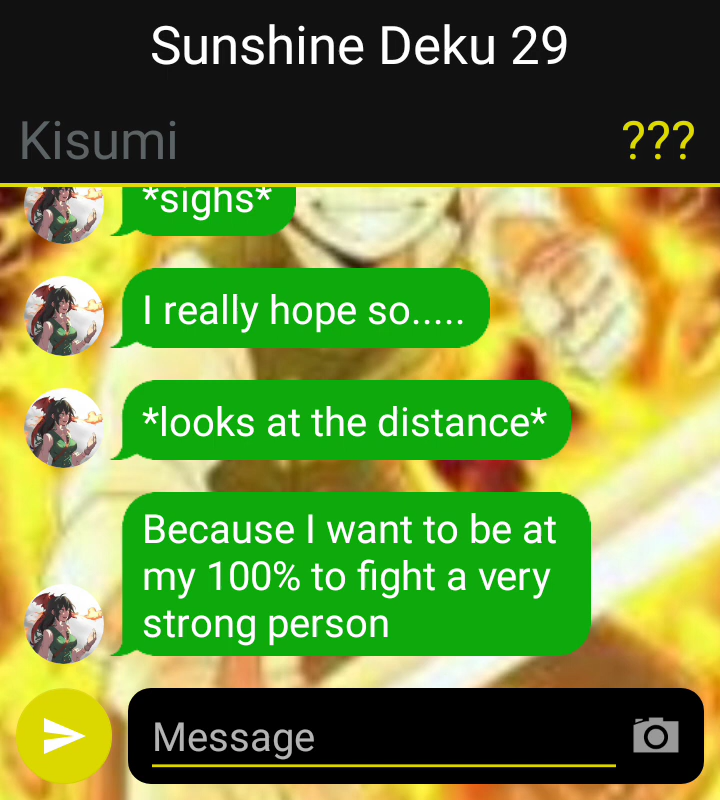 Sunshine Deku 29
Kisumi
???
*sighs*
I really hope so.....
*looks at the distance*
Because I want to be at
my 100% to fight a very
strong person
Message